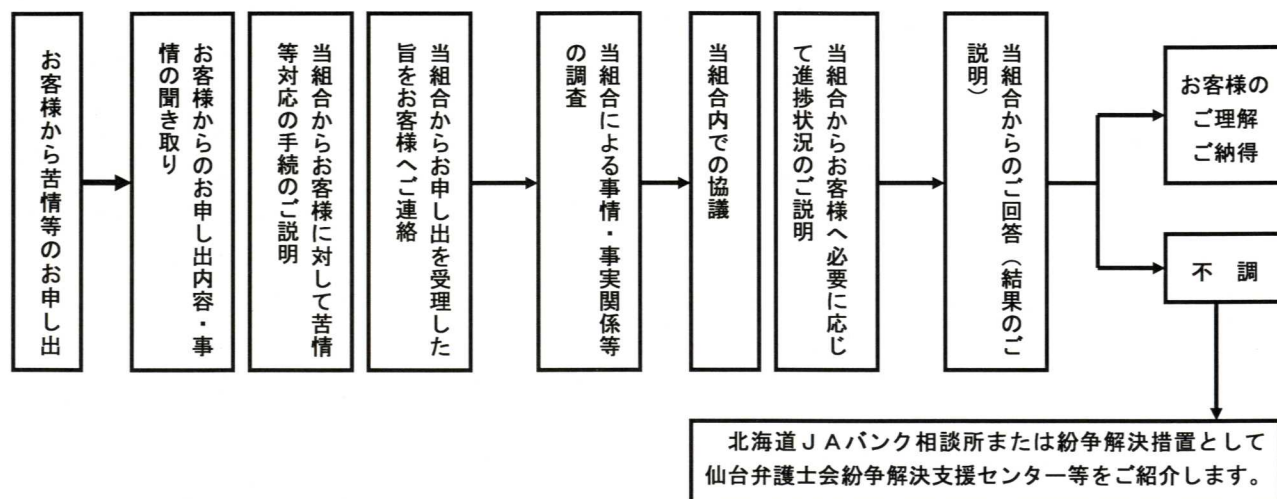 お客様から苦情等のお申し出
お客様からのお申し出内容・事
情の聞き取り
当組合からお客様に対して苦情
等対応の手続のご説明
当組合からお申し出を受理した
旨をお客様へご連絡
当組合による事情・事実関係等
の調査
当組合内での協議
当組合からお客様へ必要に応じ
て進捗状況のご説明
当組合からのご回答（結果のご
説明）
お客様の
ご理解
ご納得
不　調
北海道ＪＡバンク相談所または紛争解決措置として
仙台弁護士会紛争解決支援センター等をご紹介します。